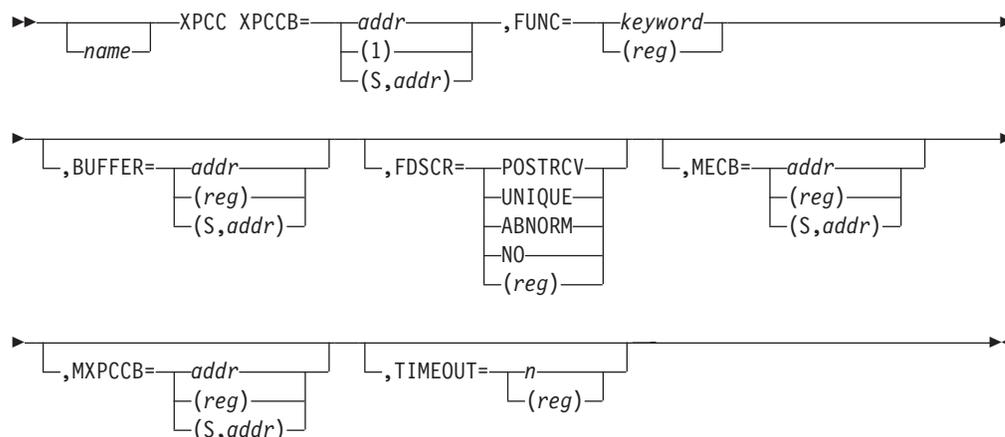 XPCC XPCCB= addr ,FUNC= keyword
name (1) (reg)
(S,addr)
,BUFFER= addr ,FDSCR= POSTRCV ,MECB= addr
(reg) UNIQUE (reg)
(S,addr) ABNORM (S,addr)
NO
(reg)
,MXPCCB= addr ,TIMEOUT= n
(reg) (reg)
(S,addr)